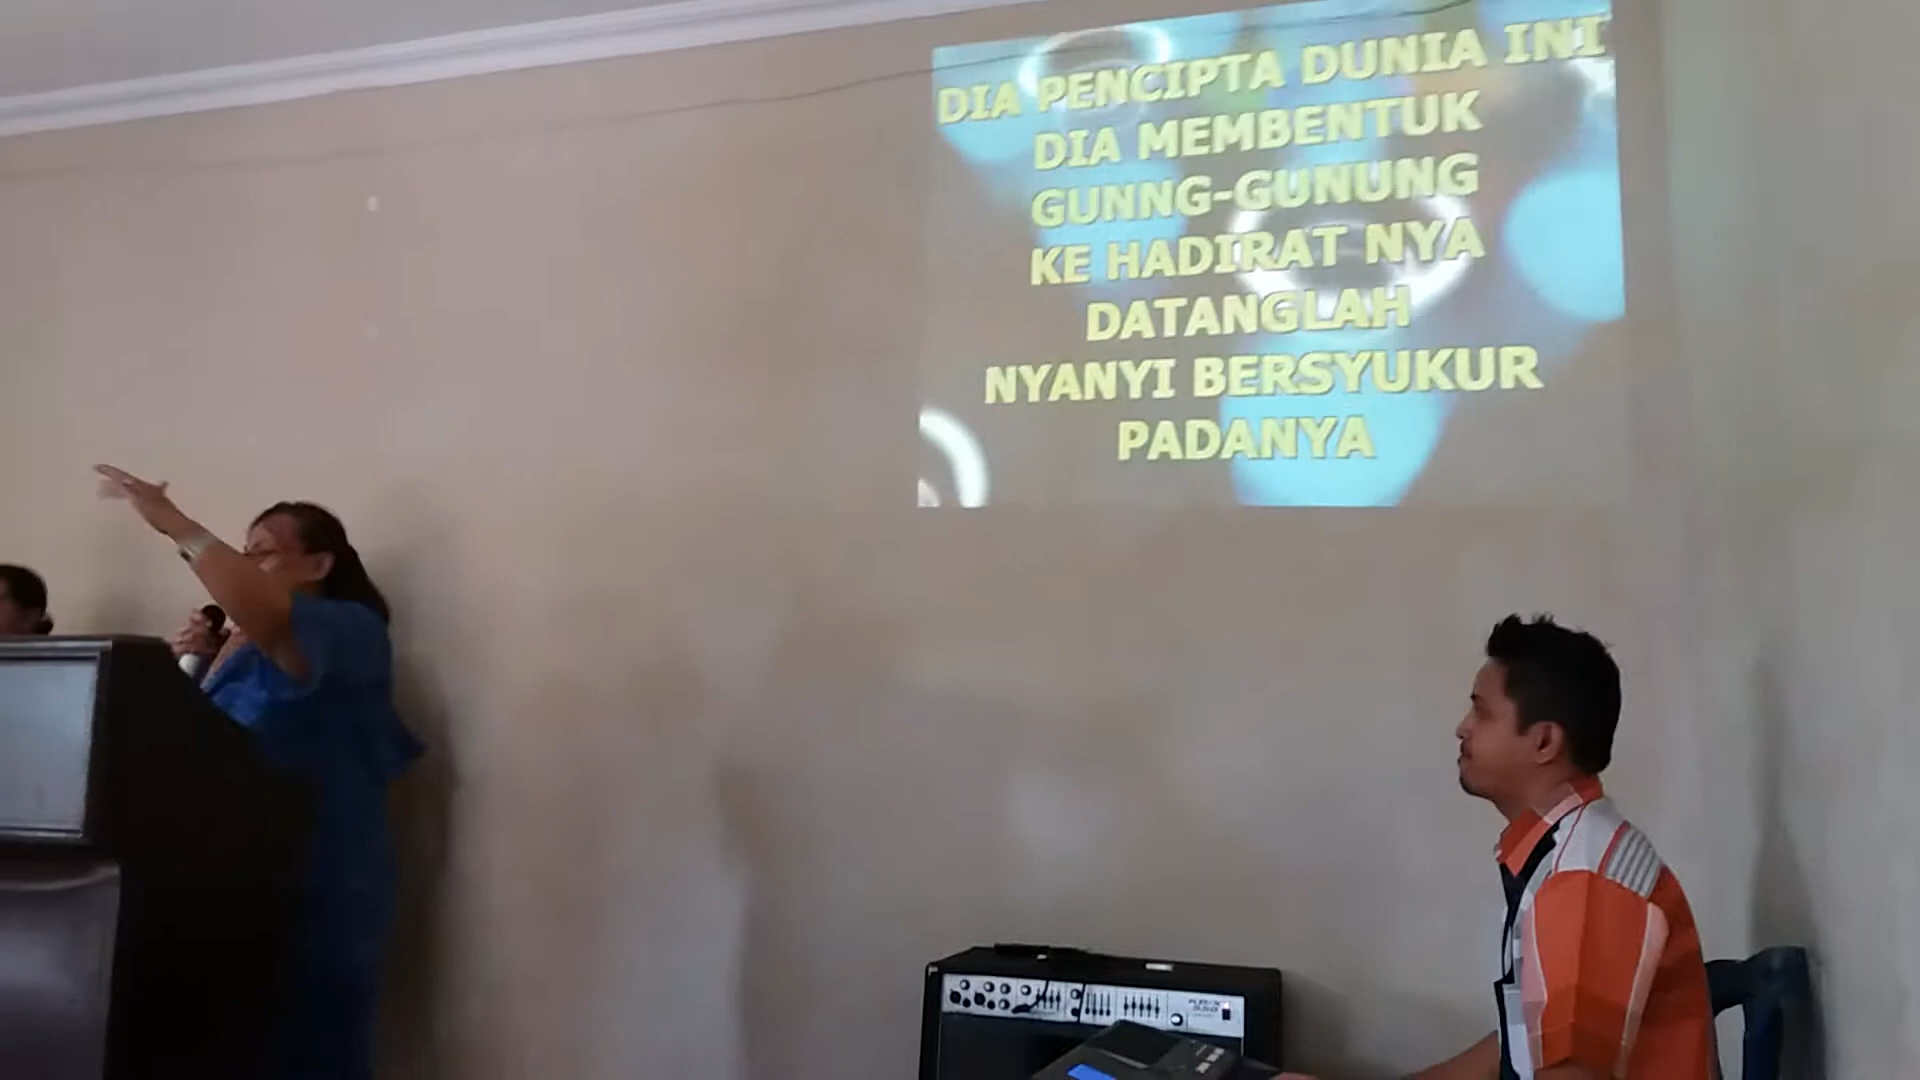 DIA PENCIPTA DUNIA INI
DIA MEMBENTUK
GUNNG-GUNUNG
KE HADIRAT NYA
DATANGLAH
NYANYI BERSYUKUR
PADANYA